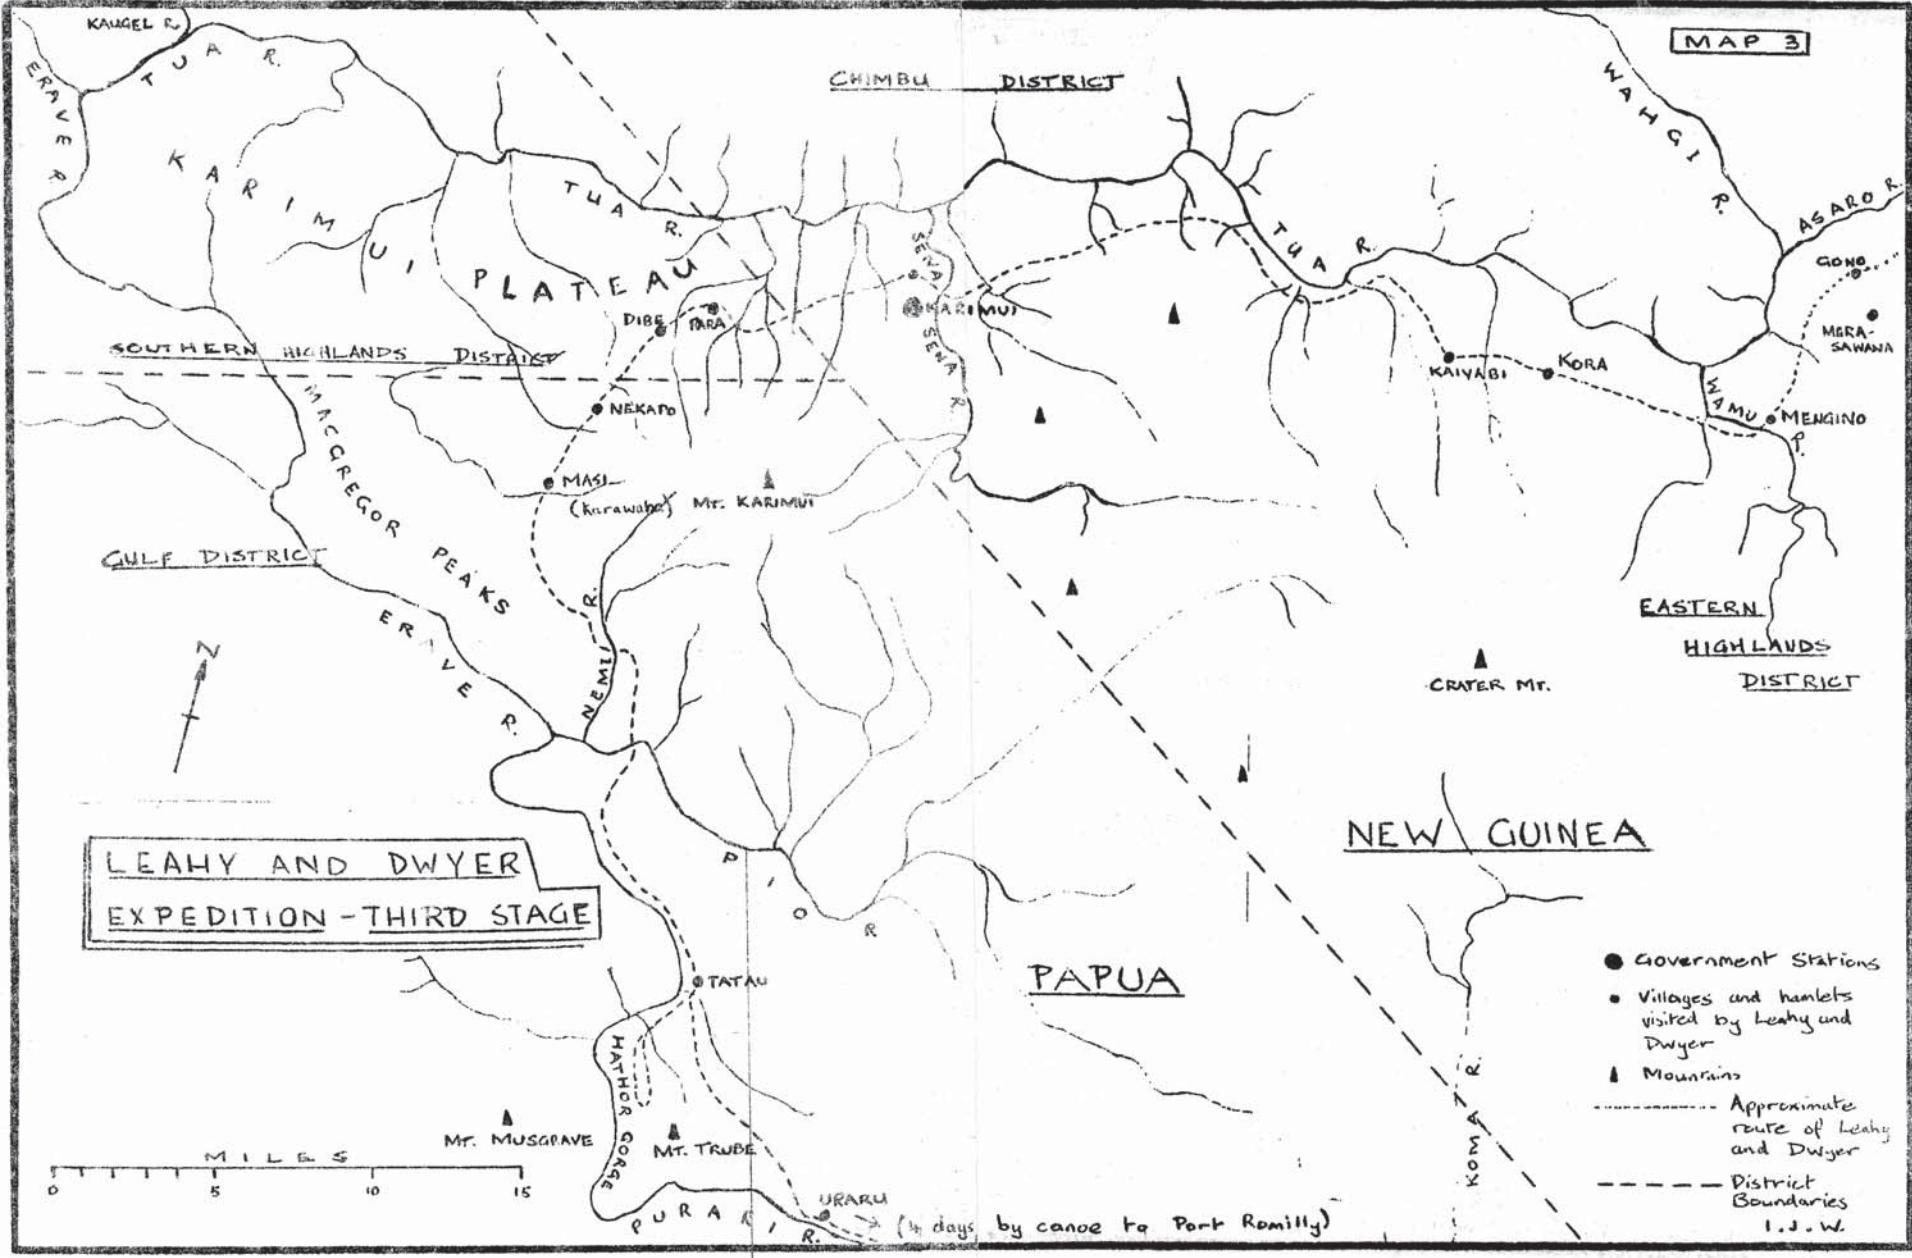 MAP 3
KAUGEL R.
TUA R.
ERAVE R.
CHIMBU DISTRICT
WAHGI R.
ASARO R.
KARIMUI PLATEAU
TUA R.
SENA
TUA R.
GONO
DIBE
PARA
KARIMUI
SENA R.
MARA-
SAWANA
SOUTHERN HIGHLANDS DISTRICT
KAIYABI
KORA
NEKAPO
WAMU R.
MENGINO
MACGREGOR PEAKS
MASI
(Karawaba)
MT. KARIMUI
GULF DISTRICT
ERAVE R.
NEMI R.
EASTERN
HIGHLANDS
DISTRICT
N
CRATER MT.
NEW GUINEA
LEAHY AND DWYER
EXPEDITION - THIRD STAGE
PIO R
TATAU
PAPUA
HATHOR GORGE
KOMA R.
MT. MUSGRAVE
MT. TRUBE
MILES
0 5 10 15
PURARI R.
URARU
(4 days by canoe to Port Romilly)
Government Stations
Villages and hamlets
visited by Leahy and
Dwyer
Mountains
Approximate
route of Leahy
and Dwyer
District
Boundaries
I.J.W.